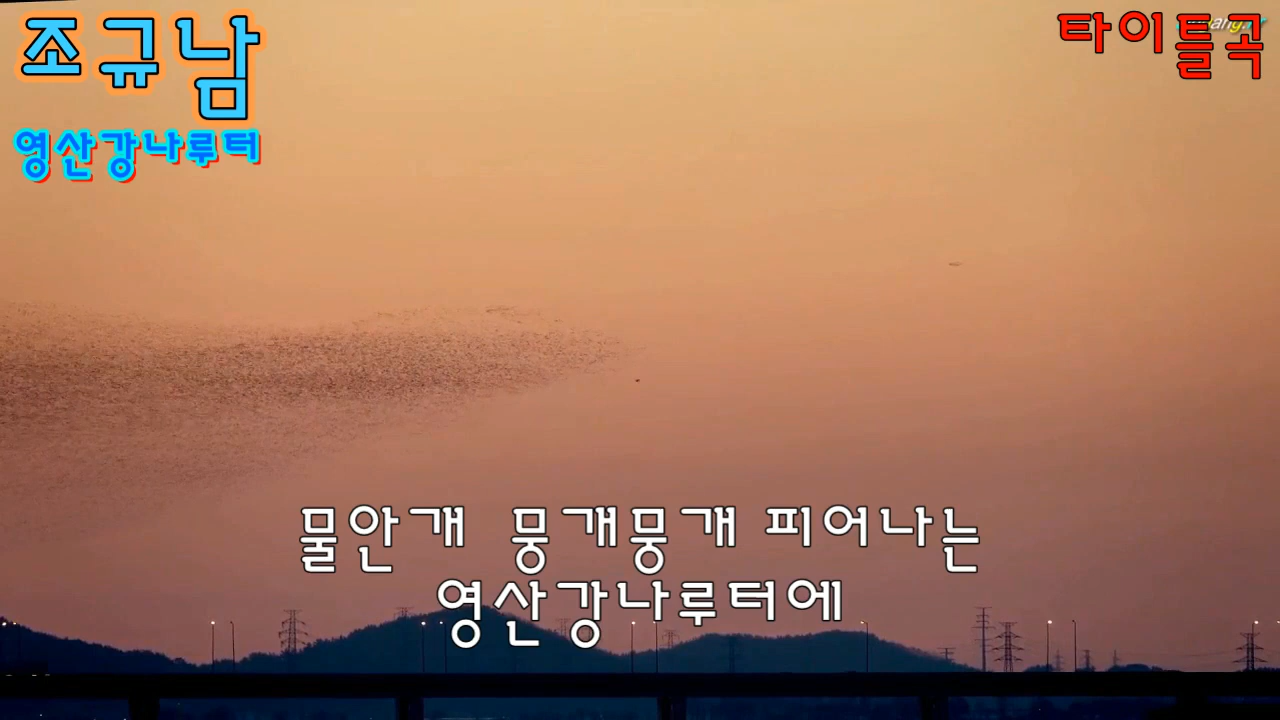 조규남
타이틀곡
영산강나루터
물안개 뭉개뭉개 피어나는
영산강나루터에